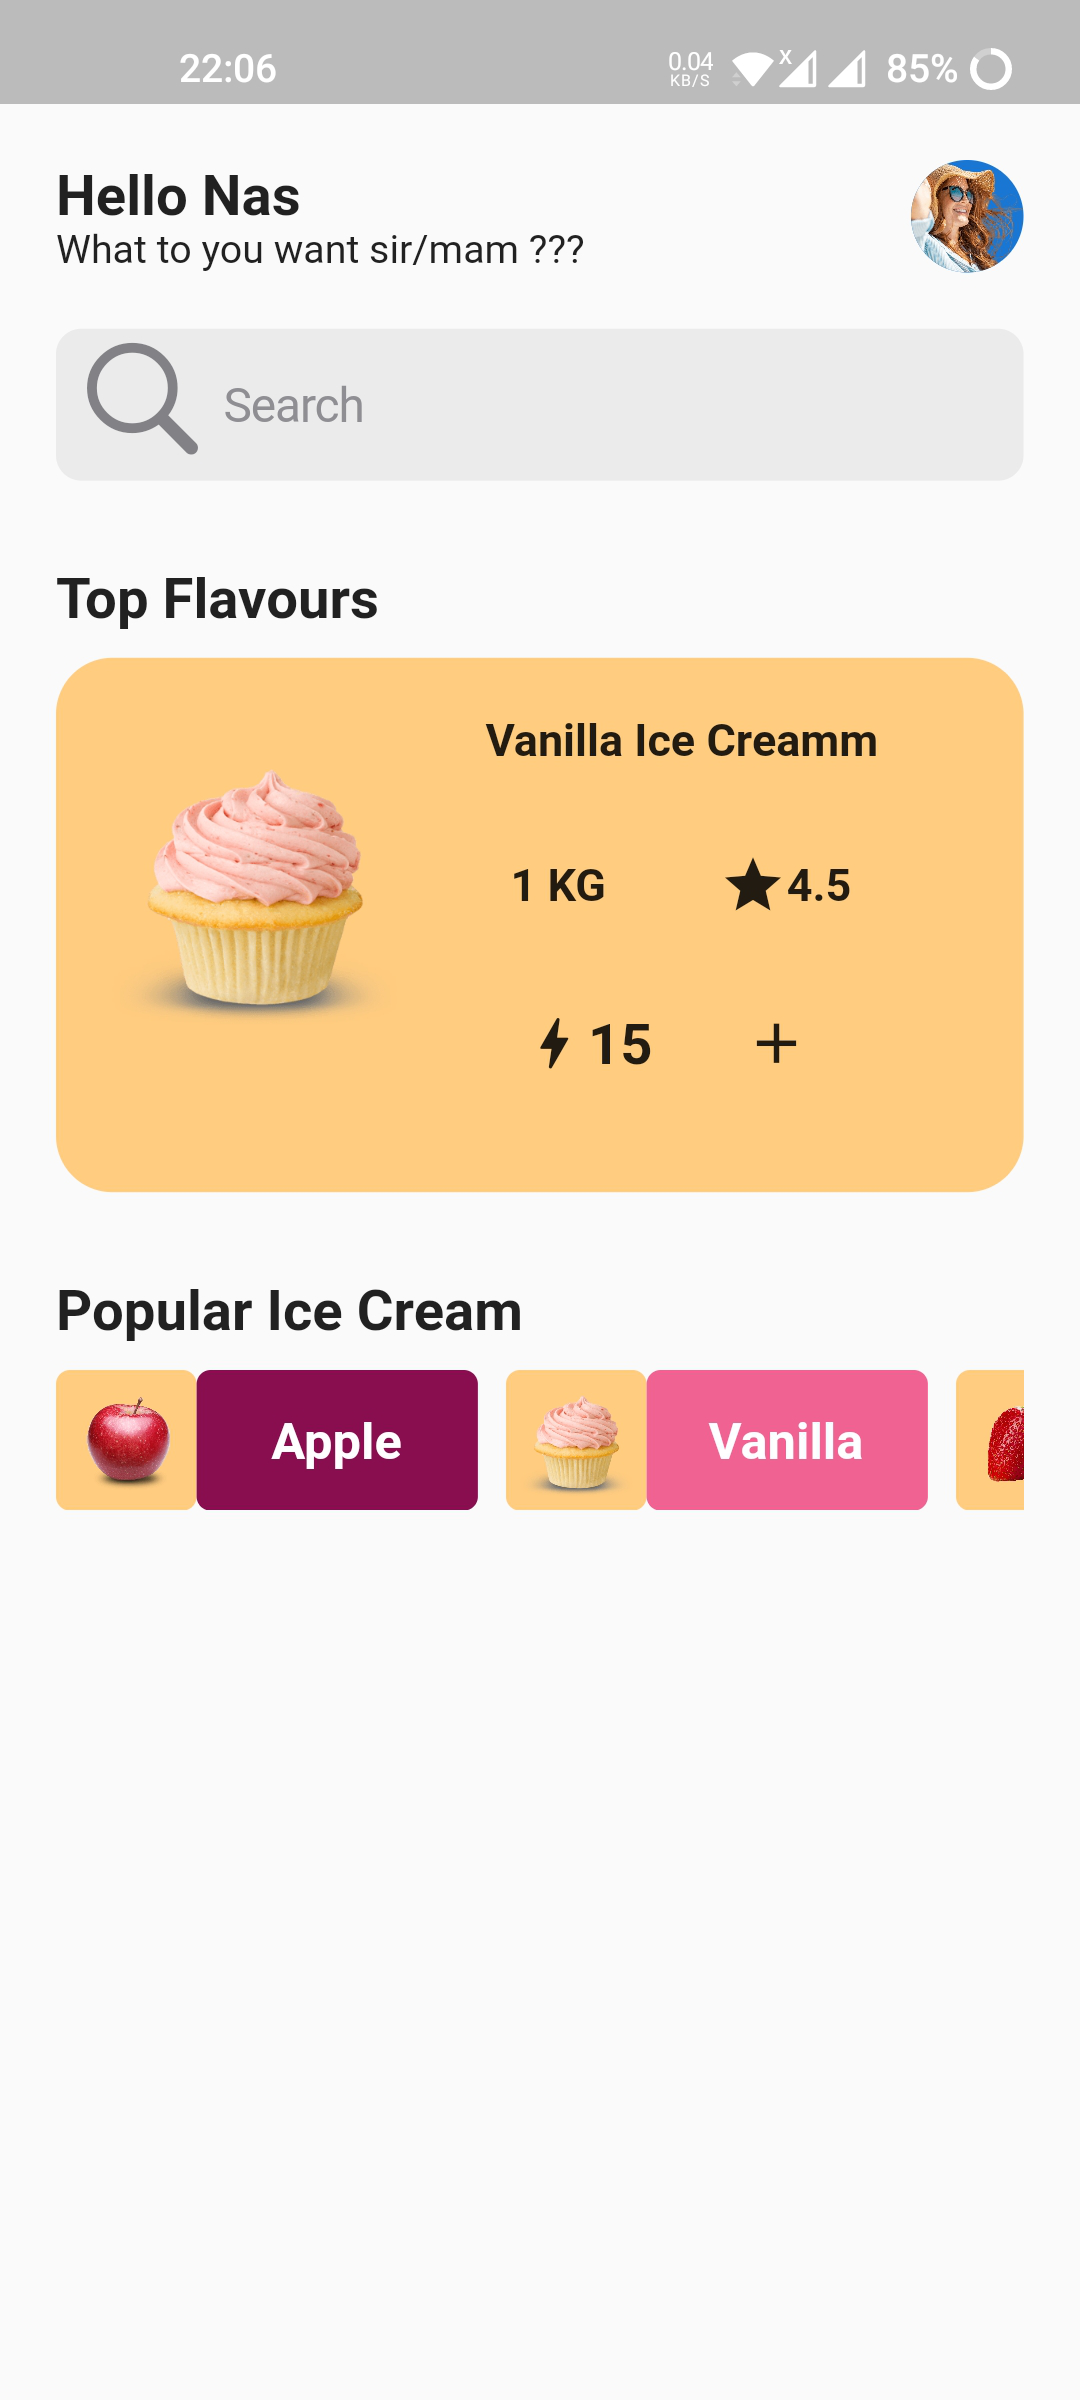 22:06
0.04
KB/S
X
85%
Hello Nas
What to you want sir/mam ???
Search
Top Flavours
Vanilla Ice Creamm
1 KG
4.5
15
+
Popular Ice Cream
Apple
Vanilla